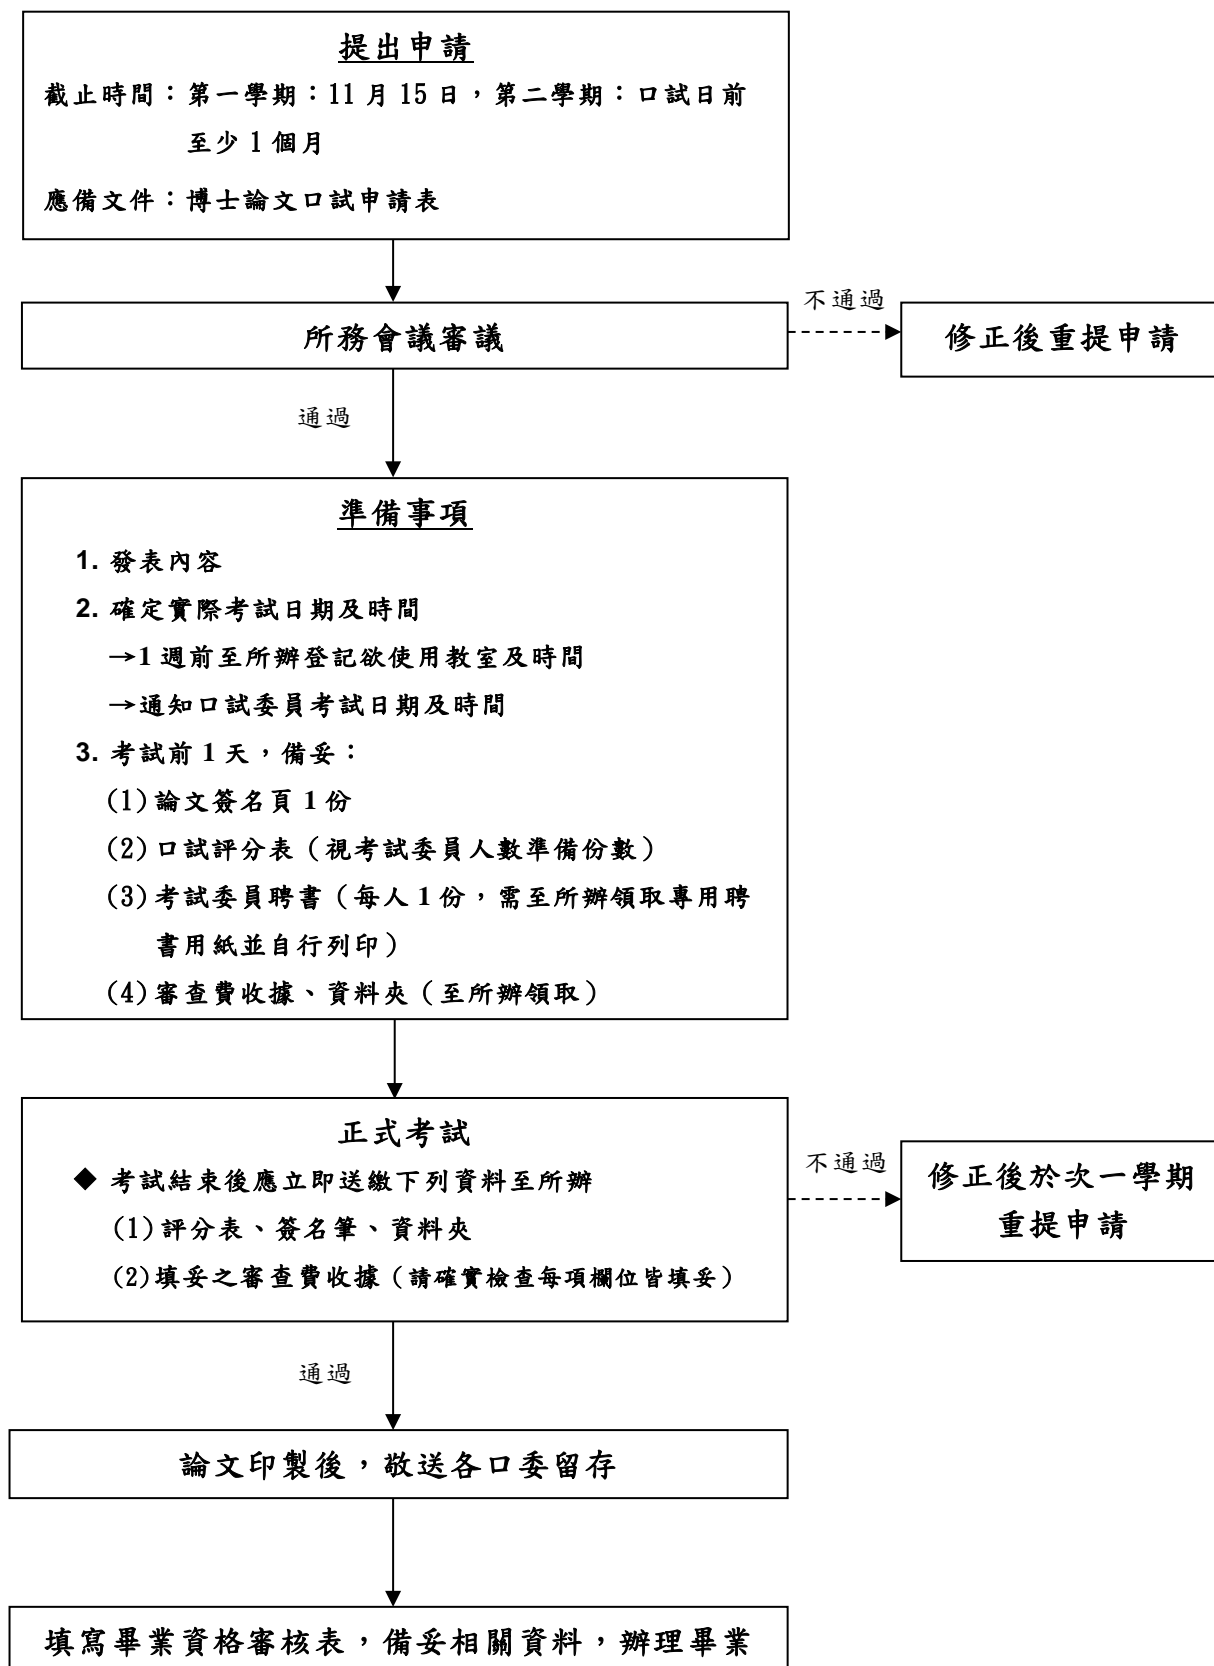 提出申請
截止時間：第一學期：11月15日，第二學期：口試日前
至少1個月
應備文件：博士論文口試申請表
所務會議審議
不通過
修正後重提申請
通過
準備事項
1. 發表內容
2. 確定實際考試日期及時間
→1週前至所辦登記欲使用教室及時間
→通知口試委員考試日期及時間
3. 考試前1天，備妥：
(1)論文簽名頁1份
(2)口試評分表（視考試委員人數準備份數）
(3)考試委員聘書（每人1份，需至所辦領取專用聘
書用紙並自行列印）
(4)審查費收據、資料夾（至所辦領取）
正式考試
◆ 考試結束後應立即送繳下列資料至所辦
(1)評分表、簽名筆、資料夾
(2)填妥之審查費收據（請確實檢查每項欄位皆填妥）
不通過
修正後於次一學期
重提申請
通過
論文印製後，敬送各口委留存
填寫畢業資格審核表，備妥相關資料，辦理畢業